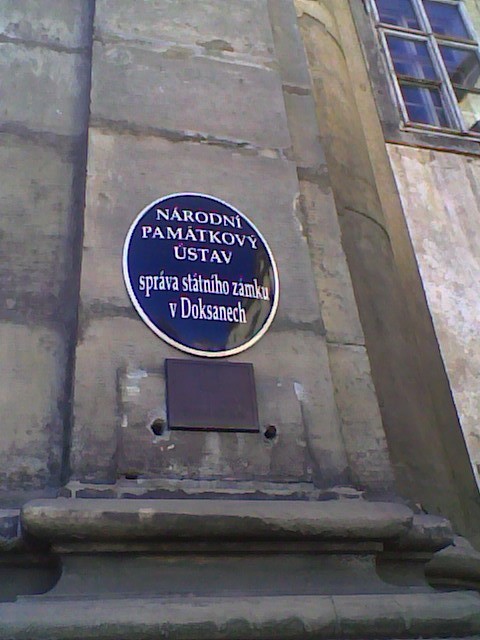 NÁRODNÍ
PAMÁTKOVÝ
ÚSTAV
správa státního zámku
v Doksanech